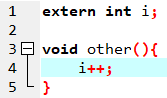 1 extern int i;
2
3 void other(){
4 i++;
5 }